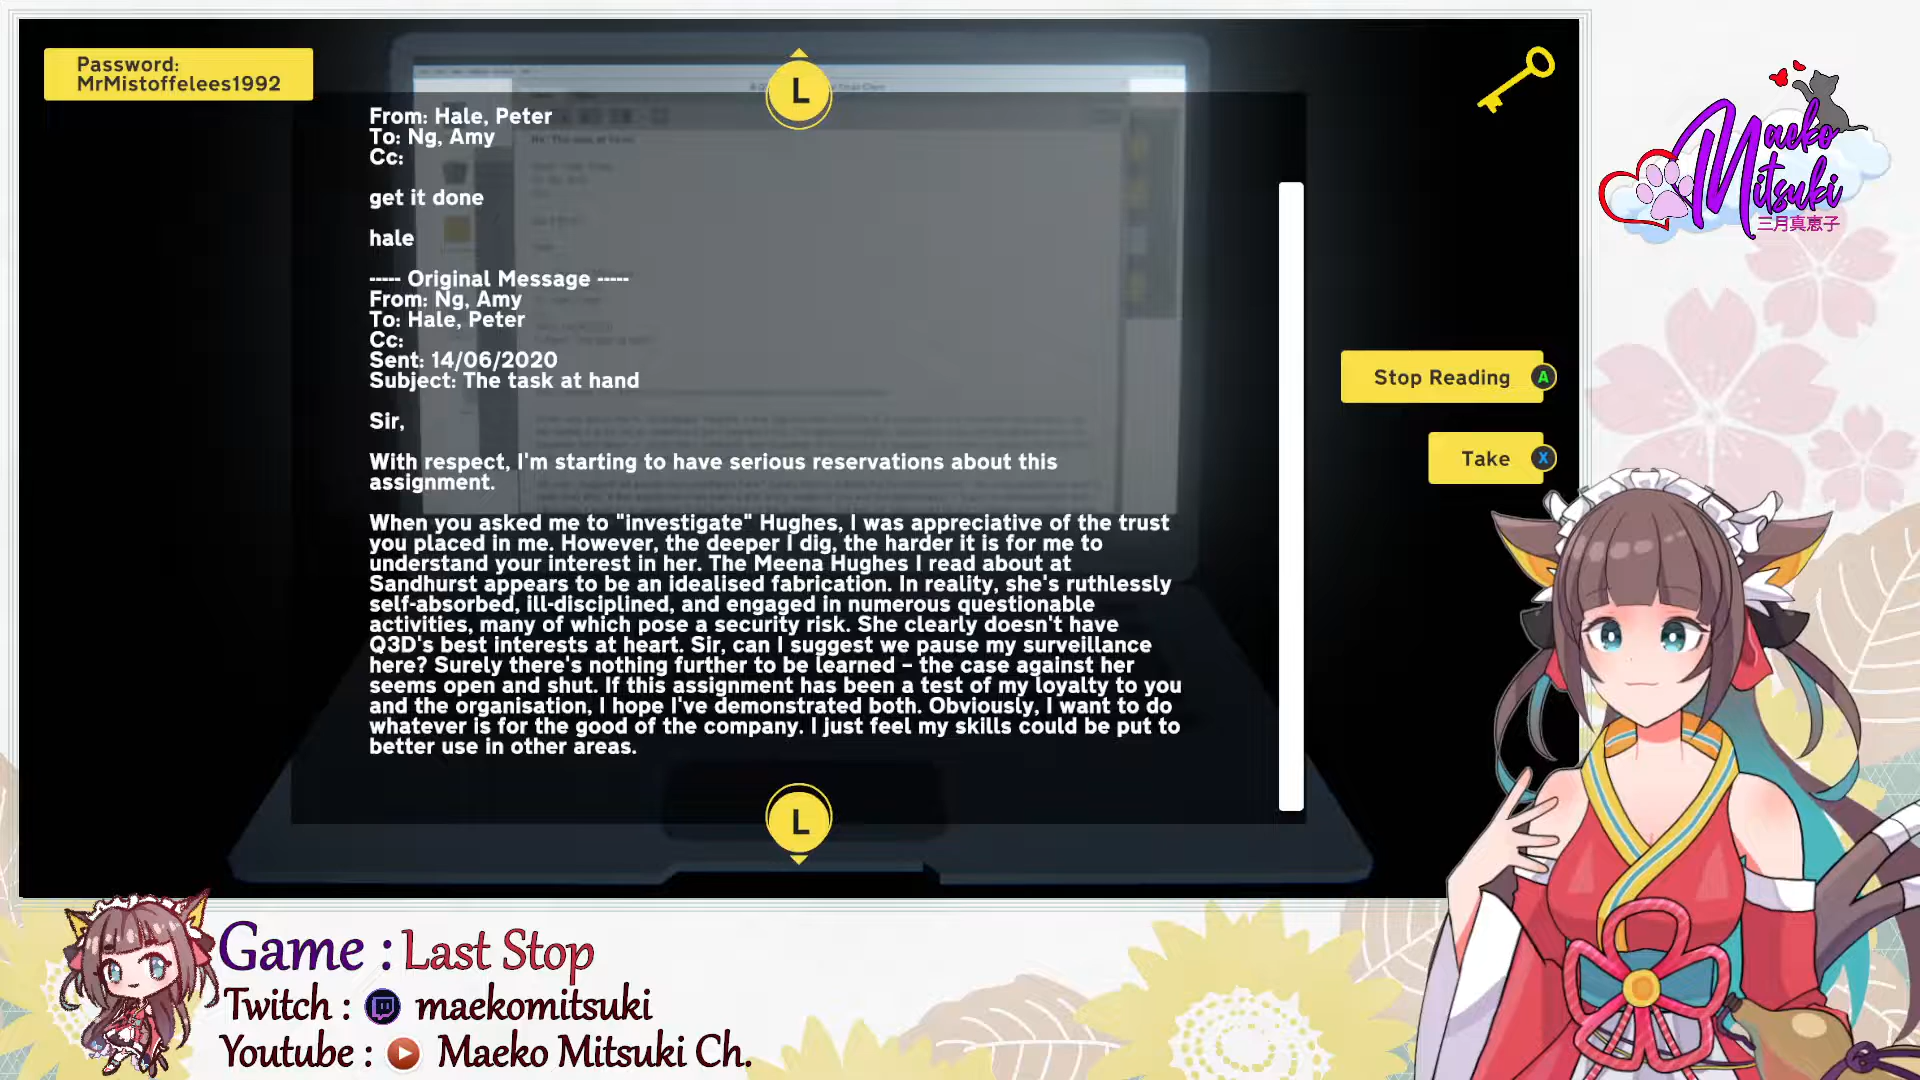 Password:
MrMistoffelees1992
L
From: Hale, Peter
To: Ng, Amy
Cc:
get it done
hale
----- Original Message -----
From: Ng, Amy
To: Hale, Peter
Cc:
Sent: 14/06/2020
Subject: The task at hand
Sir,
With respect, I'm starting to have serious reservations about this
assignment.
When you asked me to "investigate" Hughes, I was appreciative of the trust
you placed in me. However, the deeper I dig, the harder it is for me to
understand your interest in her. The Meena Hughes I read about at
Sandhurst appears to be an idealised fabrication. In reality, she's ruthlessly
self-absorbed, ill-disciplined, and engaged in numerous questionable
activities, many of which pose a security risk. She clearly doesn't have
Q3D's best interests at heart. Sir, can I suggest we pause my surveillance
here? Surely there's nothing further to be learned – the case against her
seems open and shut. If this assignment has been a test of my loyalty to you
and the organisation, I hope I've demonstrated both. Obviously, I want to do
whatever is for the good of the company. I just feel my skills could be put to
better use in other areas.
L
Stop Reading A
Take X
Maeko
Mitsuki
三月真恵子
Game : Last Stop
Twitch : maekomitsuki
Youtube : Maeko Mitsuki Ch.